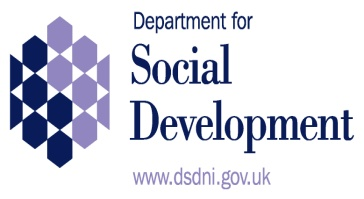 Department for
Social
Development
www.dsdni.gov.uk